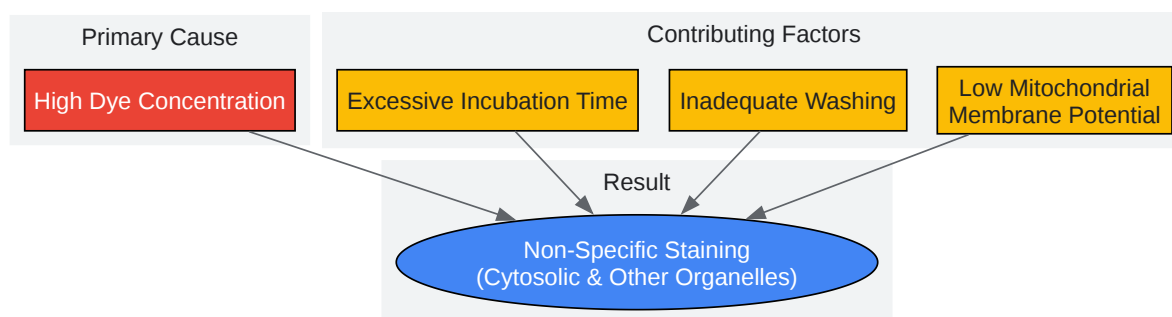 Primary Cause
Contributing Factors
High Dye Concentration
Excessive Incubation Time
Inadequate Washing
Low Mitochondrial
Membrane Potential
Result
Non-Specific Staining
(Cytosolic & Other Organelles)